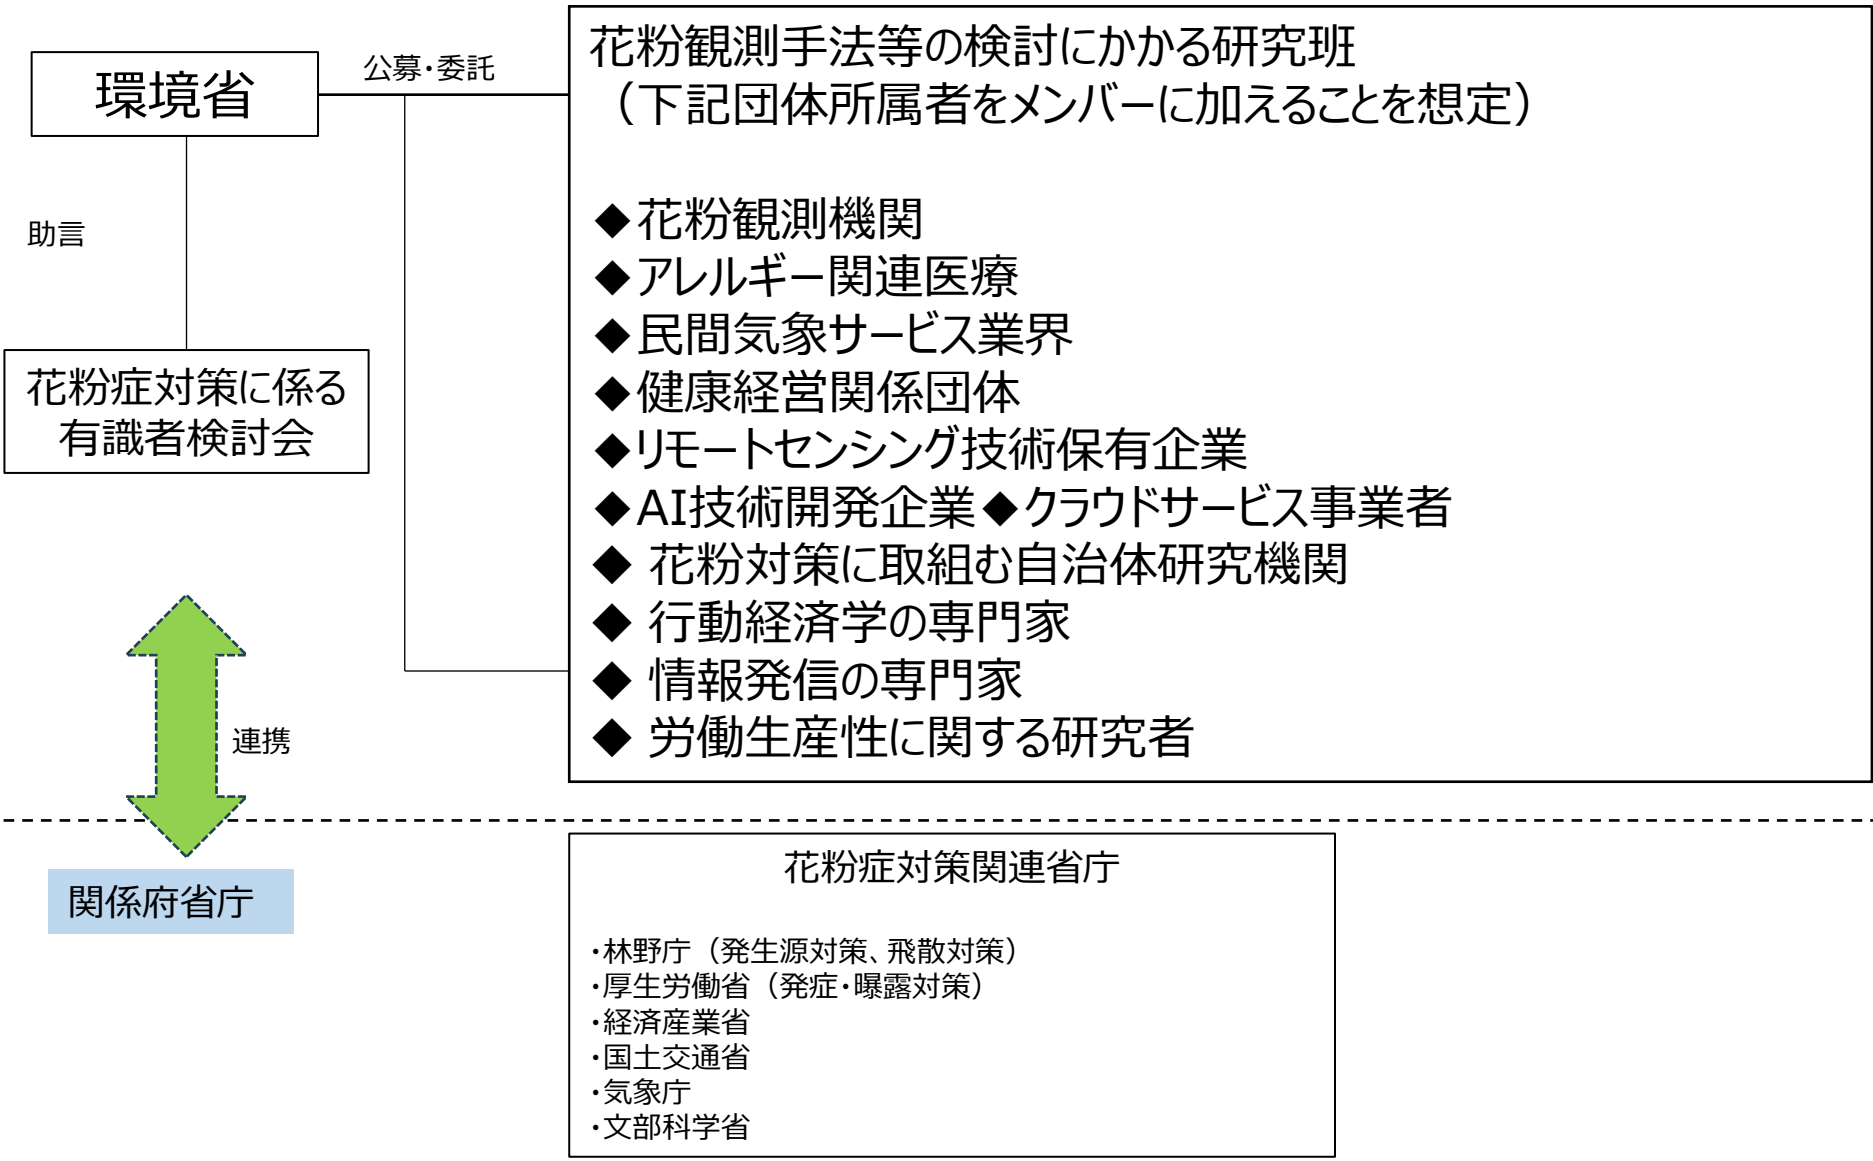 環境省
公募・委託
助言
花粉症対策に係る
有識者検討会
連携
関係府省庁
花粉観測手法等の検討にかかる研究班
（下記団体所属者をメンバーに加えることを想定）
◆花粉観測機関
◆アレルギー関連医療
◆民間気象サービス業界
◆健康経営関係団体
◆リモートセンシング技術保有企業
◆AI技術開発企業◆クラウドサービス事業者
◆ 花粉対策に取組む自治体研究機関
◆ 行動経済学の専門家
◆ 情報発信の専門家
◆ 労働生産性に関する研究者
花粉症対策関連省庁
・林野庁（発生源対策、飛散対策）
・厚生労働省（発症・曝露対策）
・経済産業省
・国土交通省
・気象庁
・文部科学省